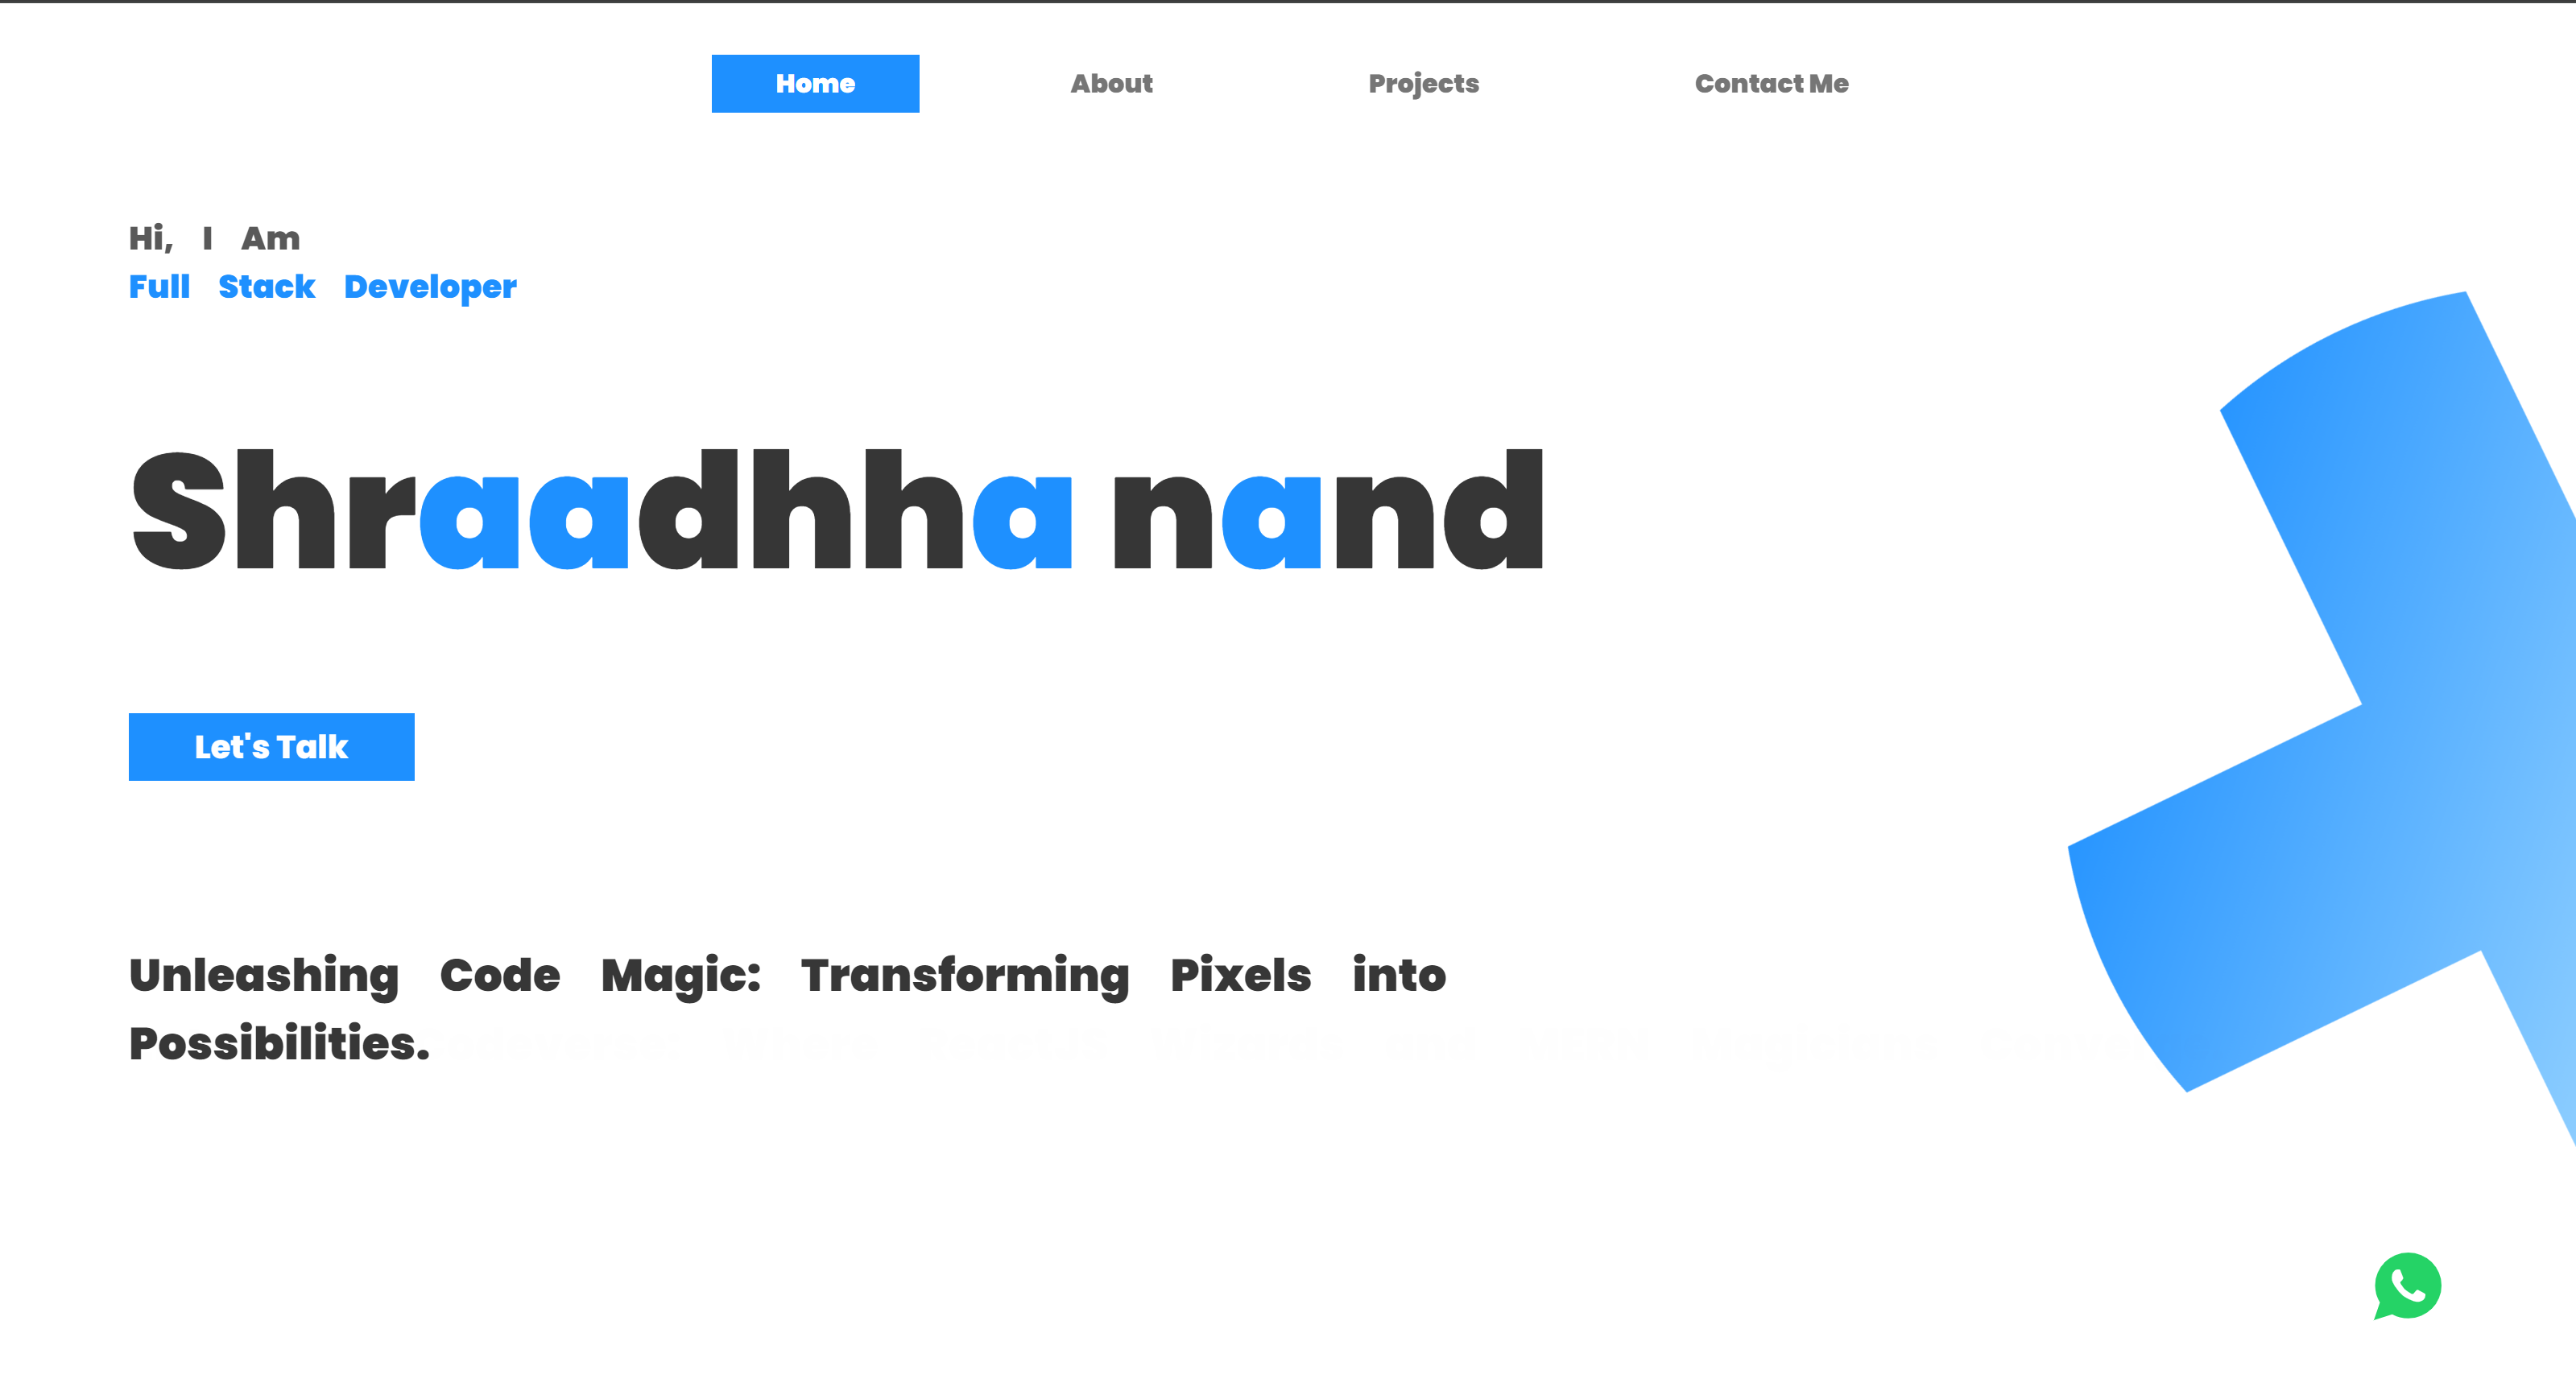 Home About Projects Contact Me
Hi, I Am
Full Stack Developer
Shraadhha nand
Let's Talk
Unleashing Code Magic: Transforming Pixels into
Possibilities.